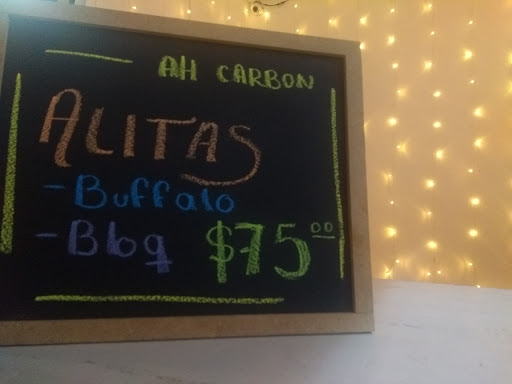 AH CARBON
ALITAS
- Buffalo
- Bbq $75.00